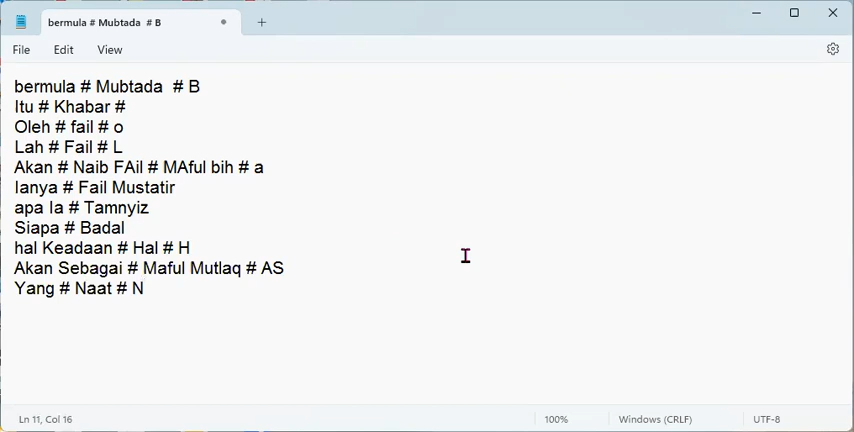 bermula # Mubtada  # B
File Edit View
bermula # Mubtada  # B
Itu # Khabar #
Oleh # fail # o
Lah # Fail # L
Akan # Naib FAil # MAful bih # a
Ianya # Fail Mustatir
apa Ia # Tamnyiz
Siapa # Badal
hal Keadaan # Hal # H
Akan Sebagai # Maful Mutlaq # AS
Yang # Naat # N
Ln 11, Col 16 100% Windows (CRLF) UTF-8